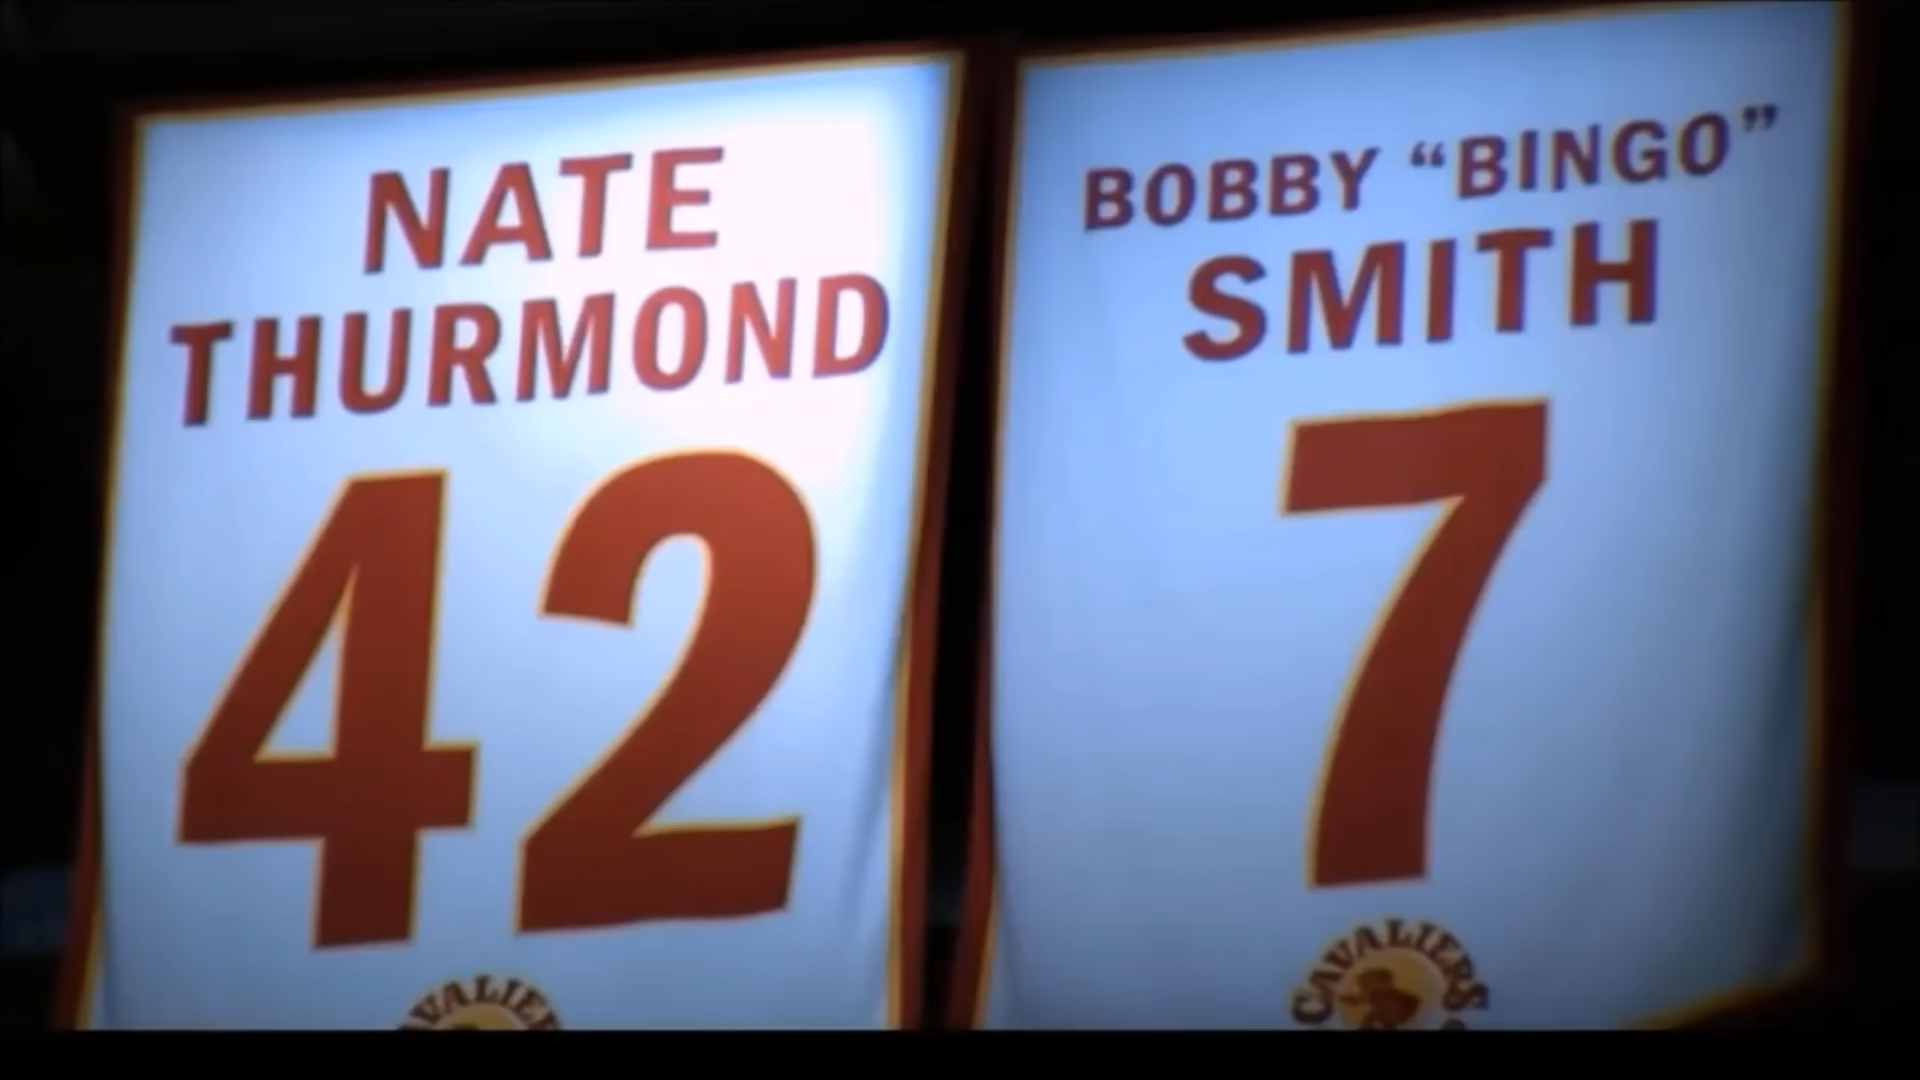 NATE
THURMOND
42
BOBBY “BINGO”
SMITH
7
CAVALIERS